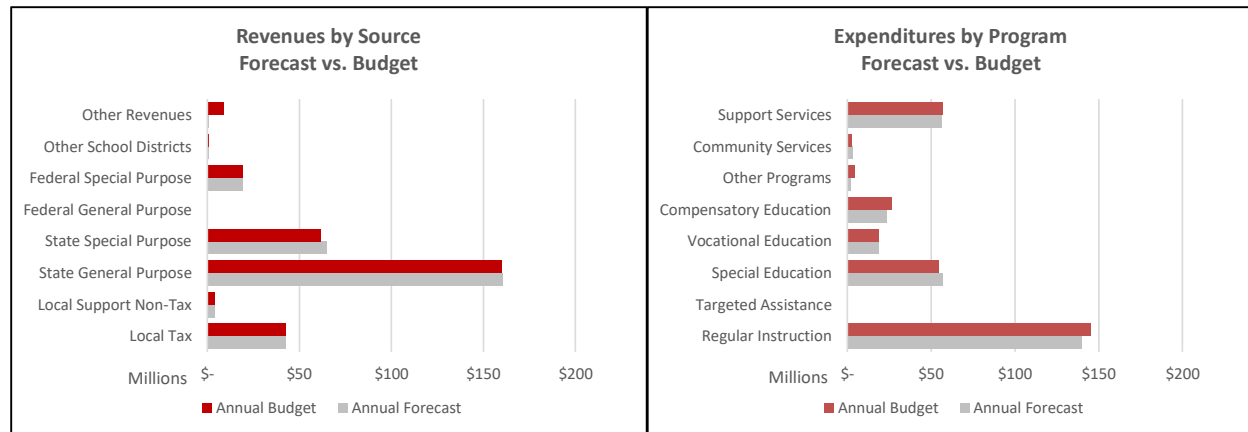 Revenues by Source
Forecast vs. Budget
Other Revenues
Other School Districts
Federal Special Purpose
Federal General Purpose
State Special Purpose
State General Purpose
Local Support Non-Tax
Local Tax
Millions
$- $50 $100 $150 $200
Annual Budget Annual Forecast
Expenditures by Program
Forecast vs. Budget
Support Services
Community Services
Other Programs
Compensatory Education
Vocational Education
Special Education
Targeted Assistance
Regular Instruction
Millions
$- $50 $100 $150 $200
Annual Budget Annual Forecast